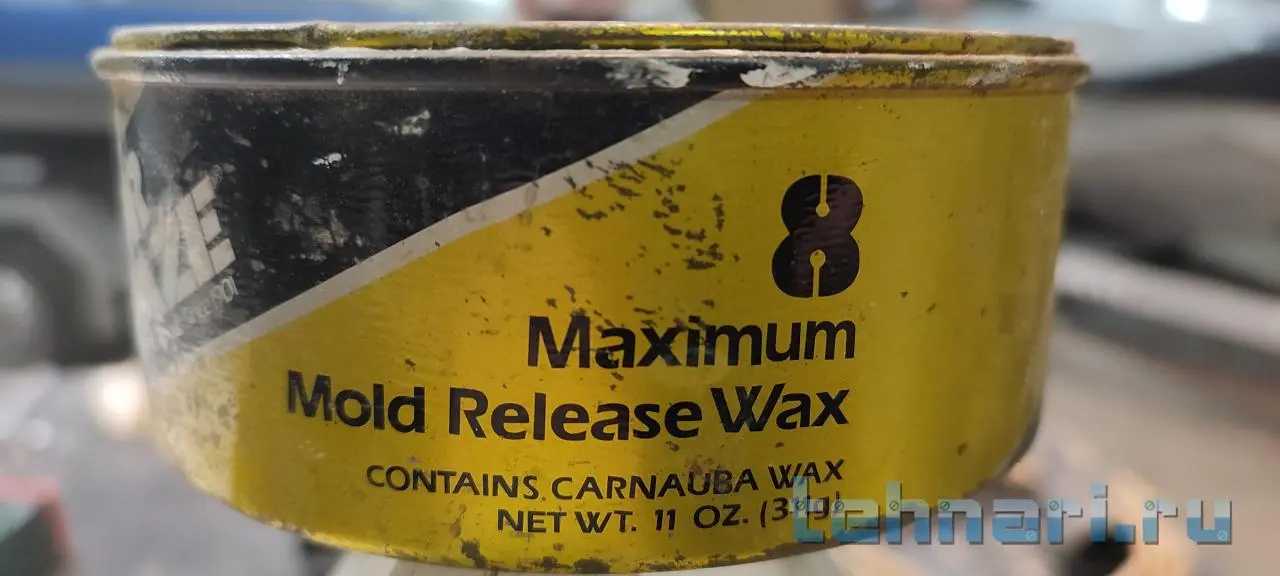 8
Maximum
Mold Release Wax
CONTAINS CARNAUBA WAX
NET WT. 11 OZ.
tehnari.ru